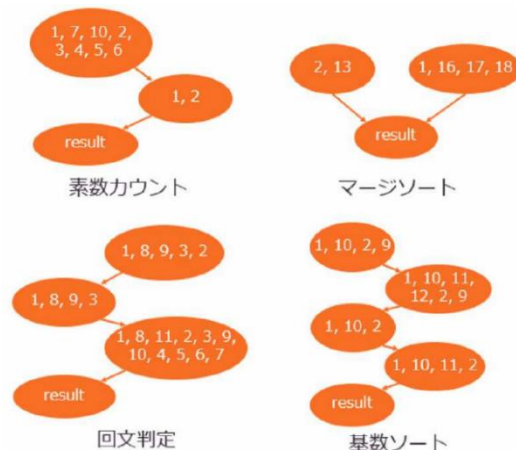 1, 7, 10, 2,
3, 4, 5, 6
1, 2
result
素数カウント
2, 13
1, 16, 17, 18
result
マージソート
1, 8, 9, 3, 2
1, 8, 9, 3
1, 8, 11, 2, 3, 9,
10, 4, 5, 6, 7
result
回文判定
1, 10, 2, 9
1, 10, 11,
12, 2, 9
1, 10, 2
1, 10, 11, 2
result
基数ソート